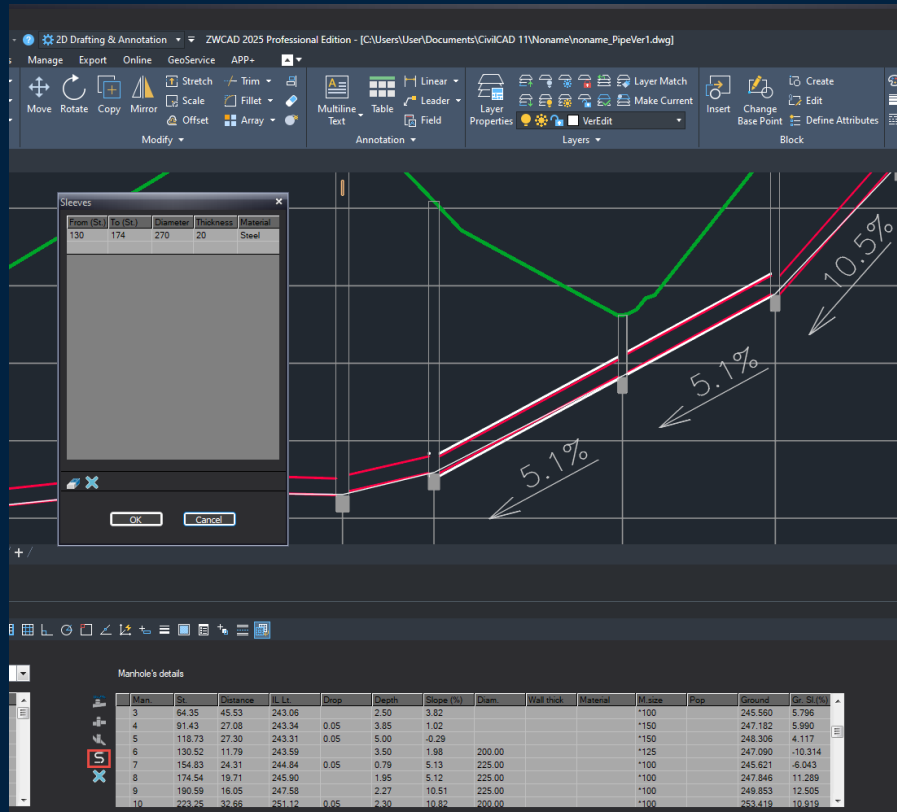 2D Drafting & Annotation ZWCAD 2025 Professional Edition - [C:\Users\User\Documents\CivilCAD 11\Noname\noname_PipeVer1.dwg]
Manage Export Online GeoService APP+
Stretch Trim Linear Layer Match Create
Move Rotate Copy Mirror Scale Fillet Multiline Text Table Leader Layer Properties Make Current Insert Change Base Point Edit
Offset Array Field VerEdit Define Attributes
Modify Annotation Layers Block
Sleeves
From (St.) To (St.) Diameter Thickness Material
130 174 270 20 Steel
10.5%
5.1%
5.1%
OK Cancel
Manhole's details
Man. St. Distance IL Lt. Drop Depth Slope (%) Diam. Wall thick Material M.size Pop Ground Gr. Sl.(%)
3 64.35 45.53 243.06 2.50 3.82 *100 245.560 5.796
4 91.43 27.08 243.34 0.05 3.85 1.02 *150 247.182 5.990
5 118.73 27.30 243.31 0.05 5.00 -0.29 *150 248.306 4.117
6 130.52 11.79 243.59 3.50 1.98 200.00 *125 247.090 -10.314
7 154.83 24.31 244.84 0.05 0.79 5.13 225.00 *100 245.621 -6.043
8 174.54 19.71 245.90 1.95 5.12 225.00 *100 247.846 11.289
9 190.59 16.05 247.58 2.27 10.51 225.00 *100 249.853 12.505
10 223.25 32.66 251.12 0.05 2.30 10.82 200.00 *100 253.419 10.919